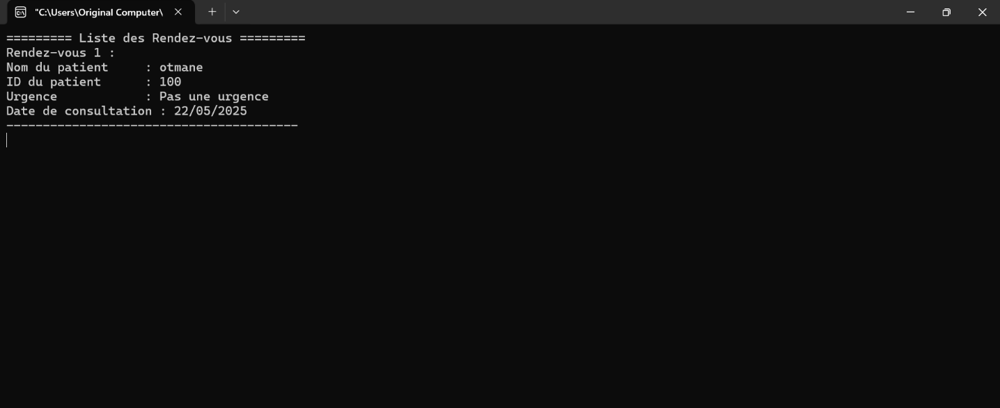 "C:\Users\Original Computer\
========= Liste des Rendez-vous =========
Rendez-vous 1 :
Nom du patient     : otmane
ID du patient      : 100
Urgence            : Pas une urgence
Date de consultation : 22/05/2025
----------------------------------------